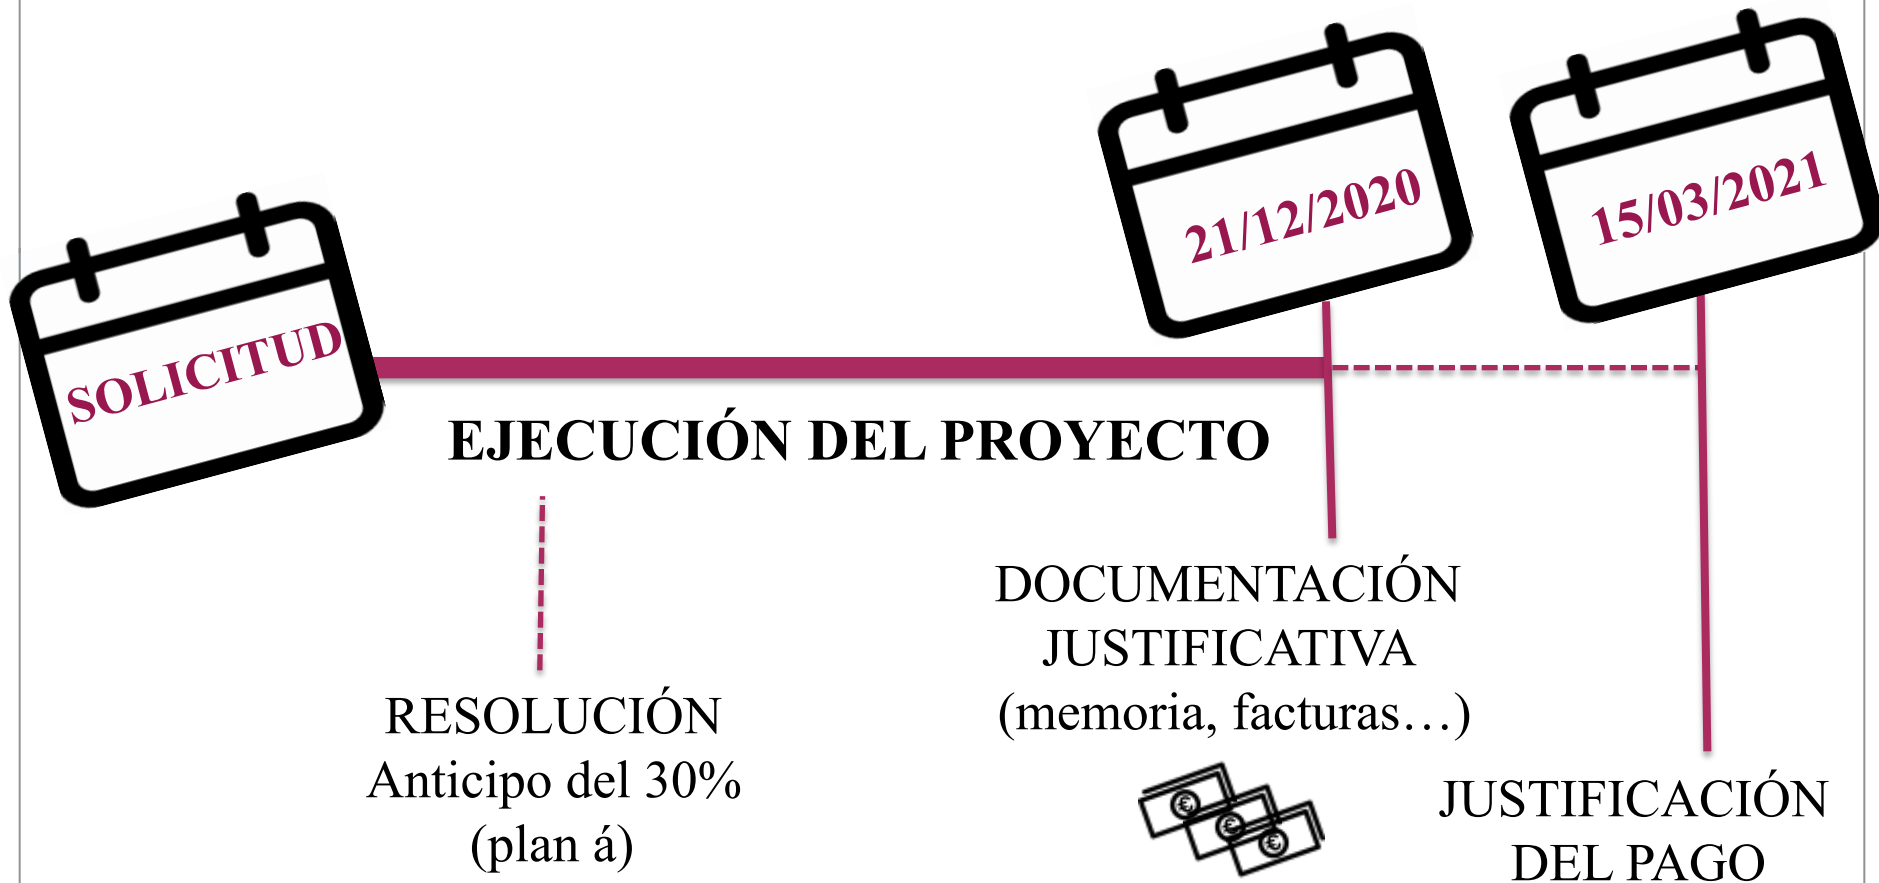 SOLICITUD
21/12/2020
15/03/2021
EJECUCIÓN DEL PROYECTO
RESOLUCIÓN
Anticipo del 30%
(plan á)
DOCUMENTACIÓN
JUSTIFICATIVA
(memoria, facturas…)
€
€
€
JUSTIFICACIÓN
DEL PAGO